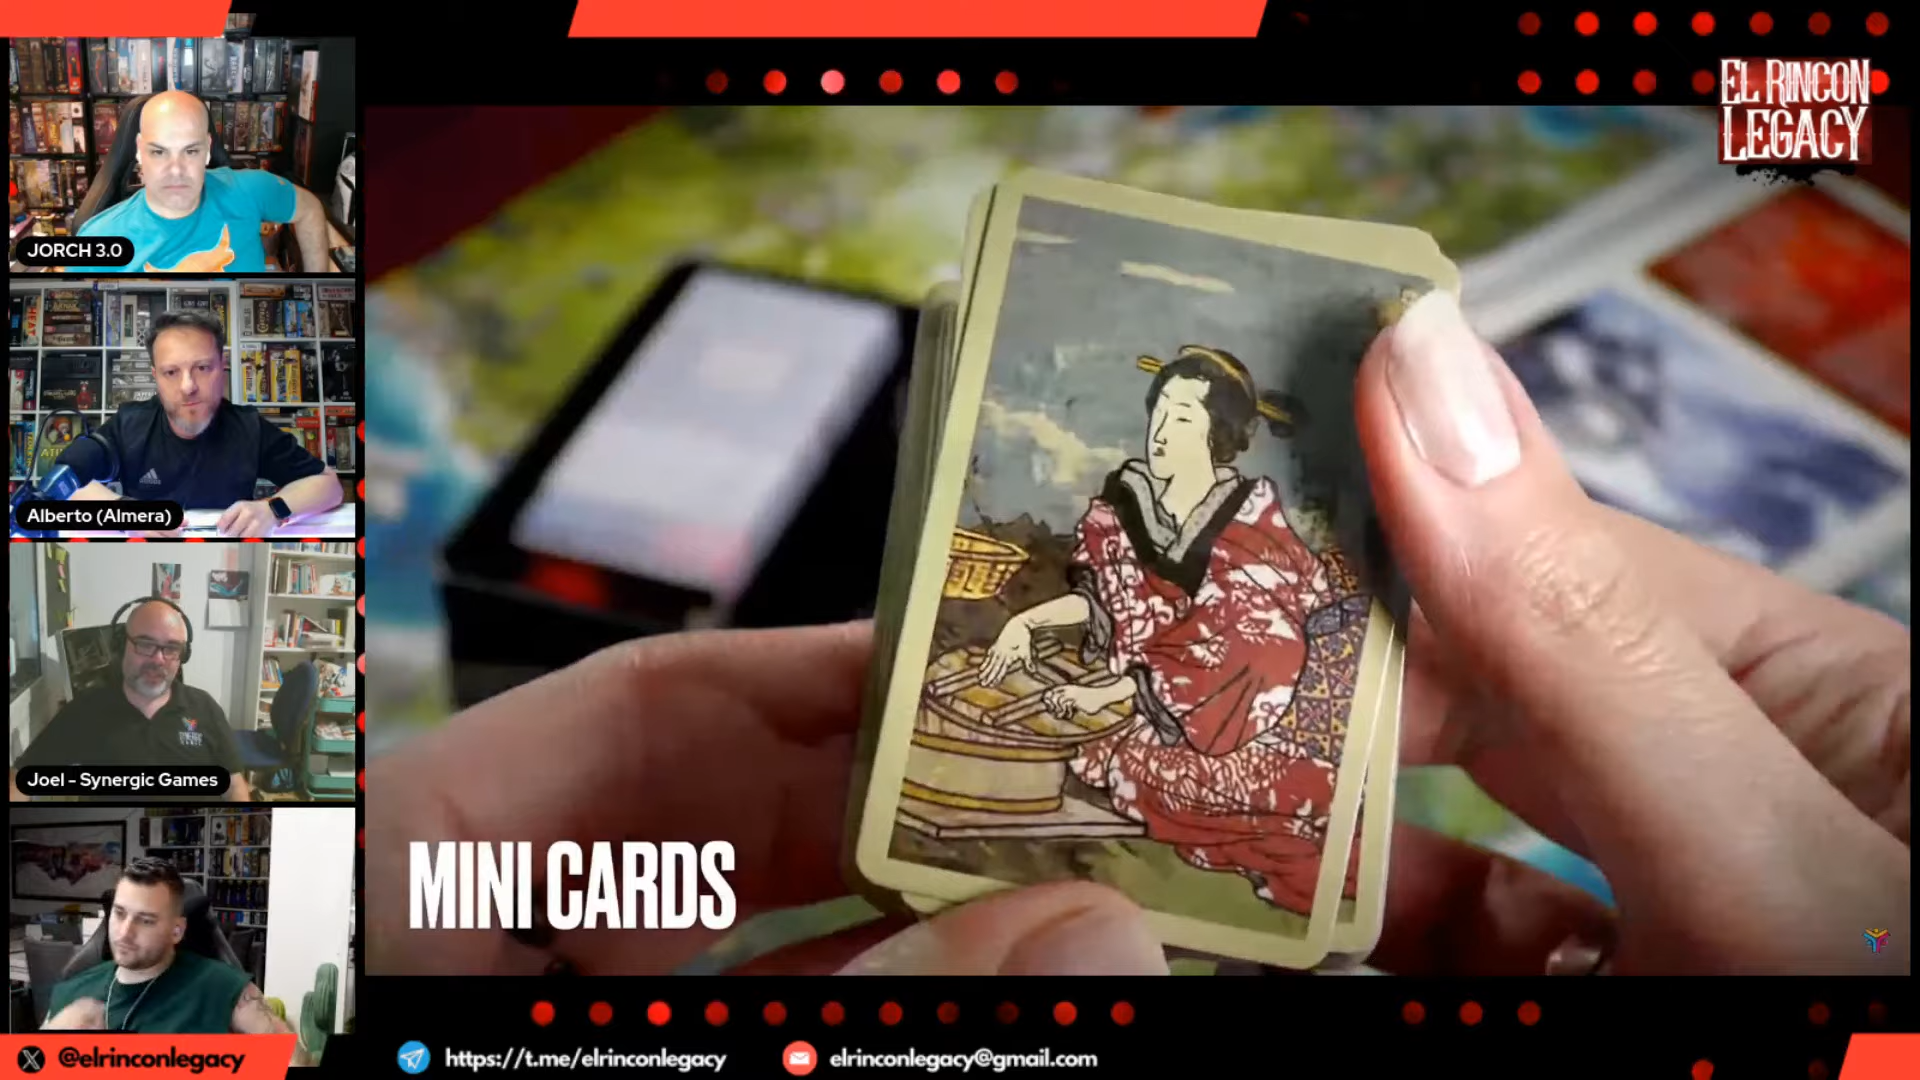 EL RINCON
LEGACY
JORCH 3.0
Alberto (Almera)
Joel - Synergic Games
MINI CARDS
@elrinconlegacy
https://t.me/elrinconlegacy
elrinconlegacy@gmail.com
HEAT